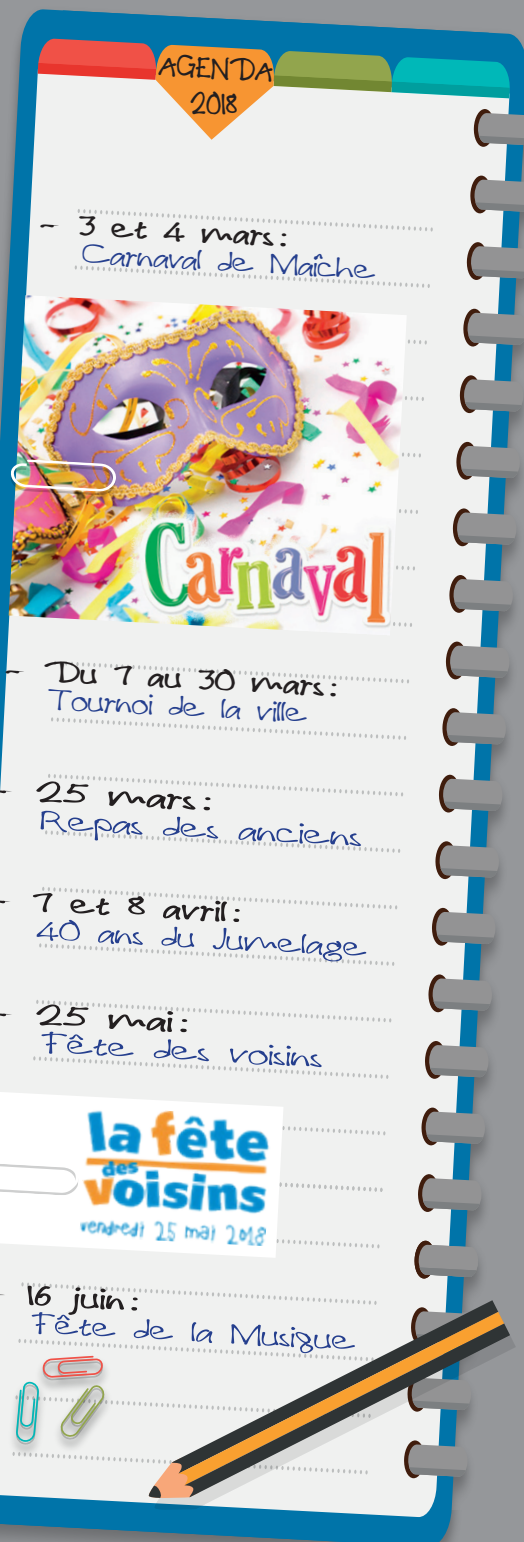 AGENDA
2018
- 3 et 4 mars:
Carnaval de Maîche
Carnaval
- Du 7 au 30 mars:
Tournoi de la ville
- 25 mars:
Repas des anciens
- 7 et 8 avril:
40 ans du Jumelage
- 25 mai:
Fête des voisins
la fête
des
voisins
vendredi 25 mai 2018
- 16 juin:
Fête de la Musique